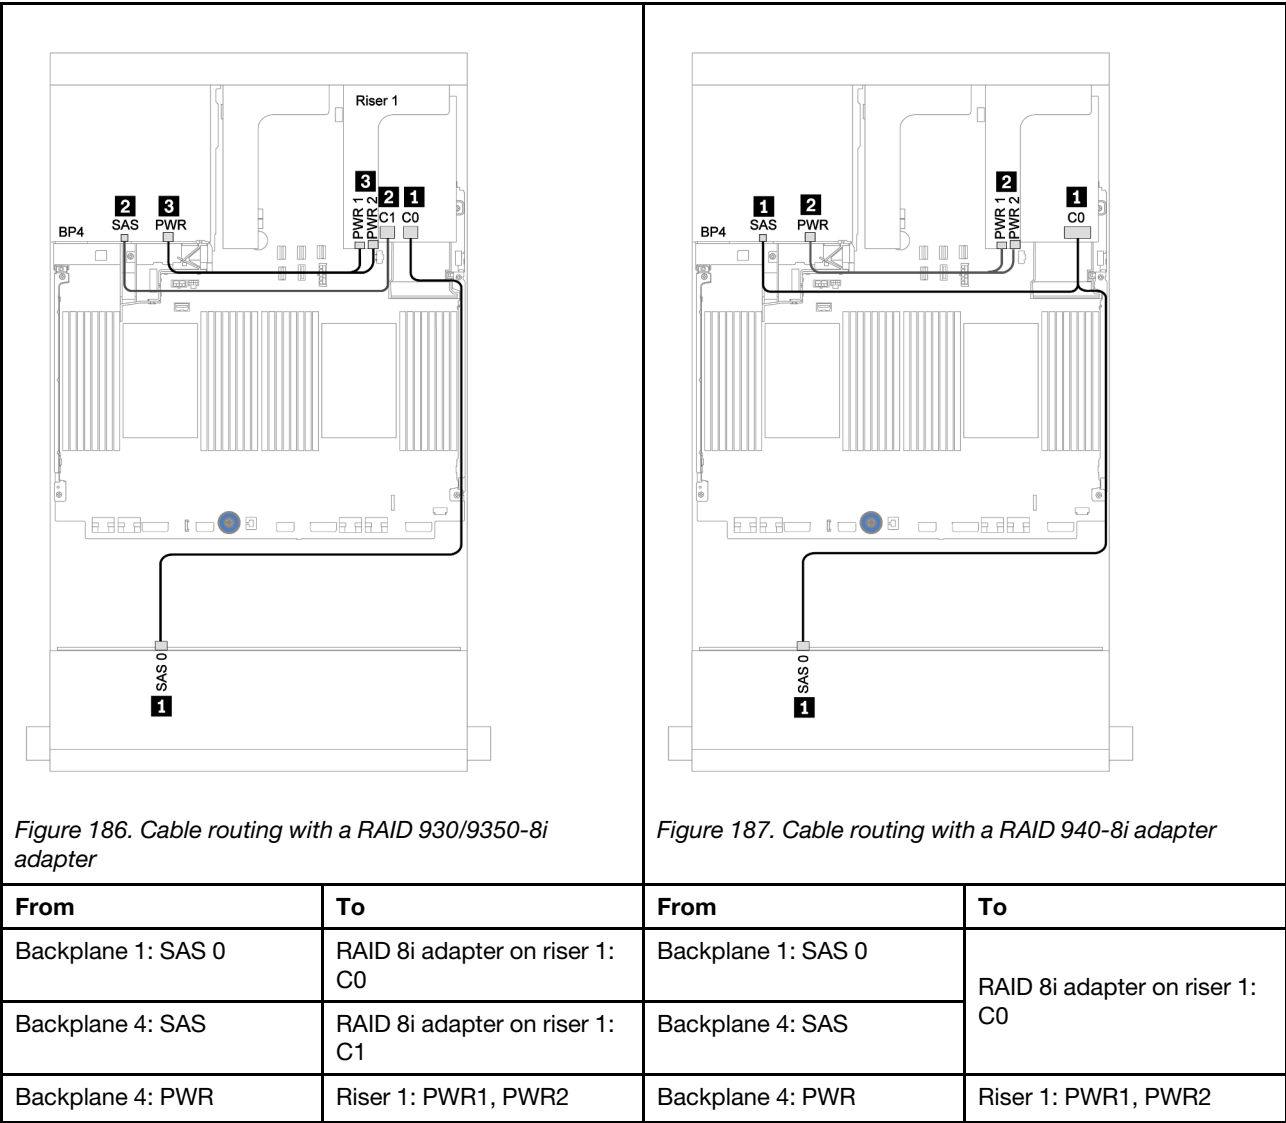 Riser 1
3
2
3
2
1
SAS
PWR
PWR 1
PWR 2
C1
C0
BP4
SAS 0
1
Figure 186. Cable routing with a RAID 930/9350-8i
adapter
2
1
2
1
SAS
PWR
PWR 1
PWR 2
C0
BP4
SAS 0
1
Figure 187. Cable routing with a RAID 940-8i adapter
From To From To
Backplane 1: SAS 0
RAID 8i adapter on riser 1:
C0
Backplane 1: SAS 0
RAID 8i adapter on riser 1:
C0
Backplane 4: SAS
RAID 8i adapter on riser 1:
C1
Backplane 4: SAS
Backplane 4: PWR
Riser 1: PWR1, PWR2
Backplane 4: PWR
Riser 1: PWR1, PWR2